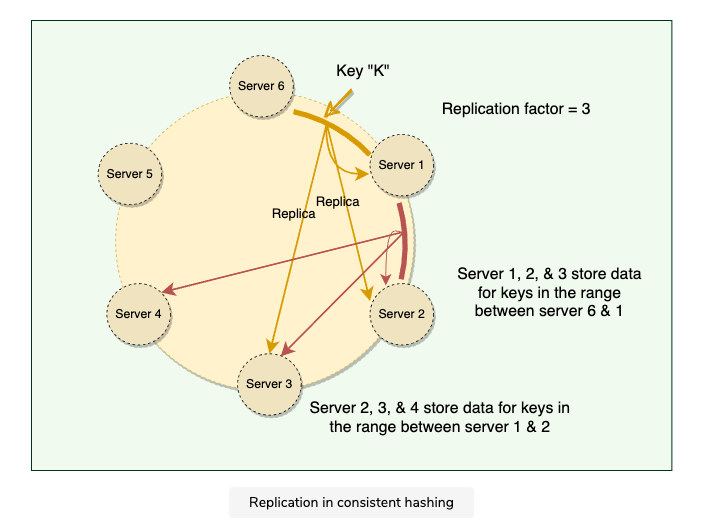 Key "K"
Server 6
Replication factor = 3
Server 1
Server 5
Replica
Replica
Server 1, 2, & 3 store data
for keys in the range
between server 6 & 1
Server 4
Server 2
Server 3
Server 2, 3, & 4 store data for keys in
the range between server 1 & 2
Replication in consistent hashing